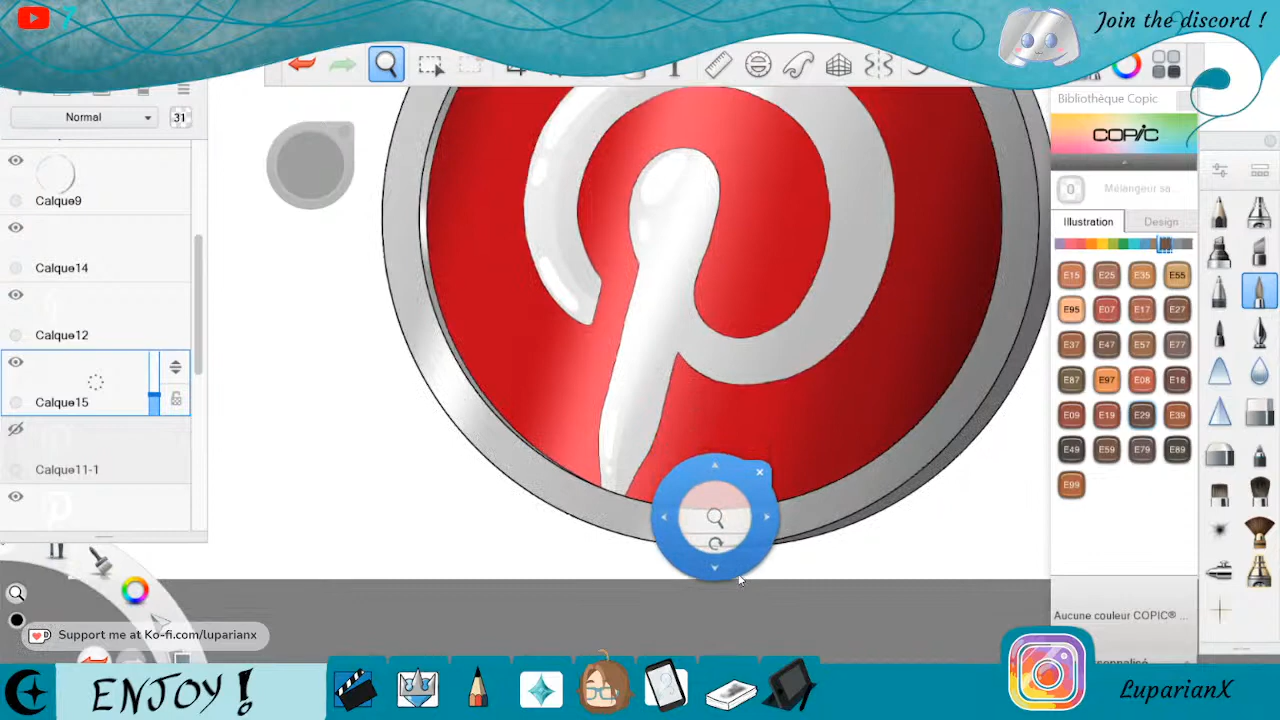 7
Join the discord !
Normal
31
Bibliothèque Copic
COPIC
Calque9
0
Mélangeur sa...
Illustration
Design
Calque14
E15
E25
E35
E55
E95
E07
E17
E27
Calque12
E37
E47
E57
E77
E87
E97
E08
E18
Calque15
E09
E19
E29
E39
E49
E59
E79
E89
Calque11-1
E99
Aucune couleur COPIC® ...
Support me at Ko-fi.com/luparianx
ENJOY !
LuparianX